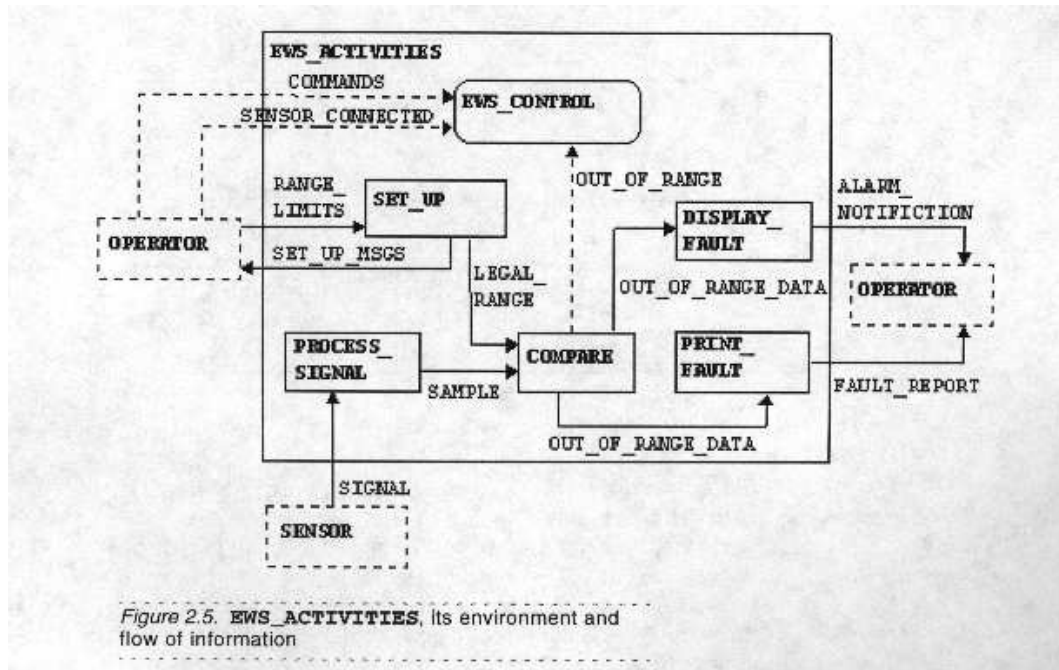 EWS_ACTIVITIES
COMMANDS
EWS_CONTROL
SENSOR_CONNECTED
RANGE_
LIMITS
SET_UP
OUT_OF_RANGE
ALARM_
NOTIFICTION
DISPLAY_
FAULT
OPERATOR
SET_UP_MSGS
LEGAL_
RANGE
OUT_OF_RANGE_DATA
OPERATOR
PROCESS_
SIGNAL
COMPARE
PRINT_
FAULT
SAMPLE
FAULT_REPORT
OUT_OF_RANGE_DATA
SIGNAL
SENSOR
Figure 2.5. EWS_ACTIVITIES, its environment and
flow of information